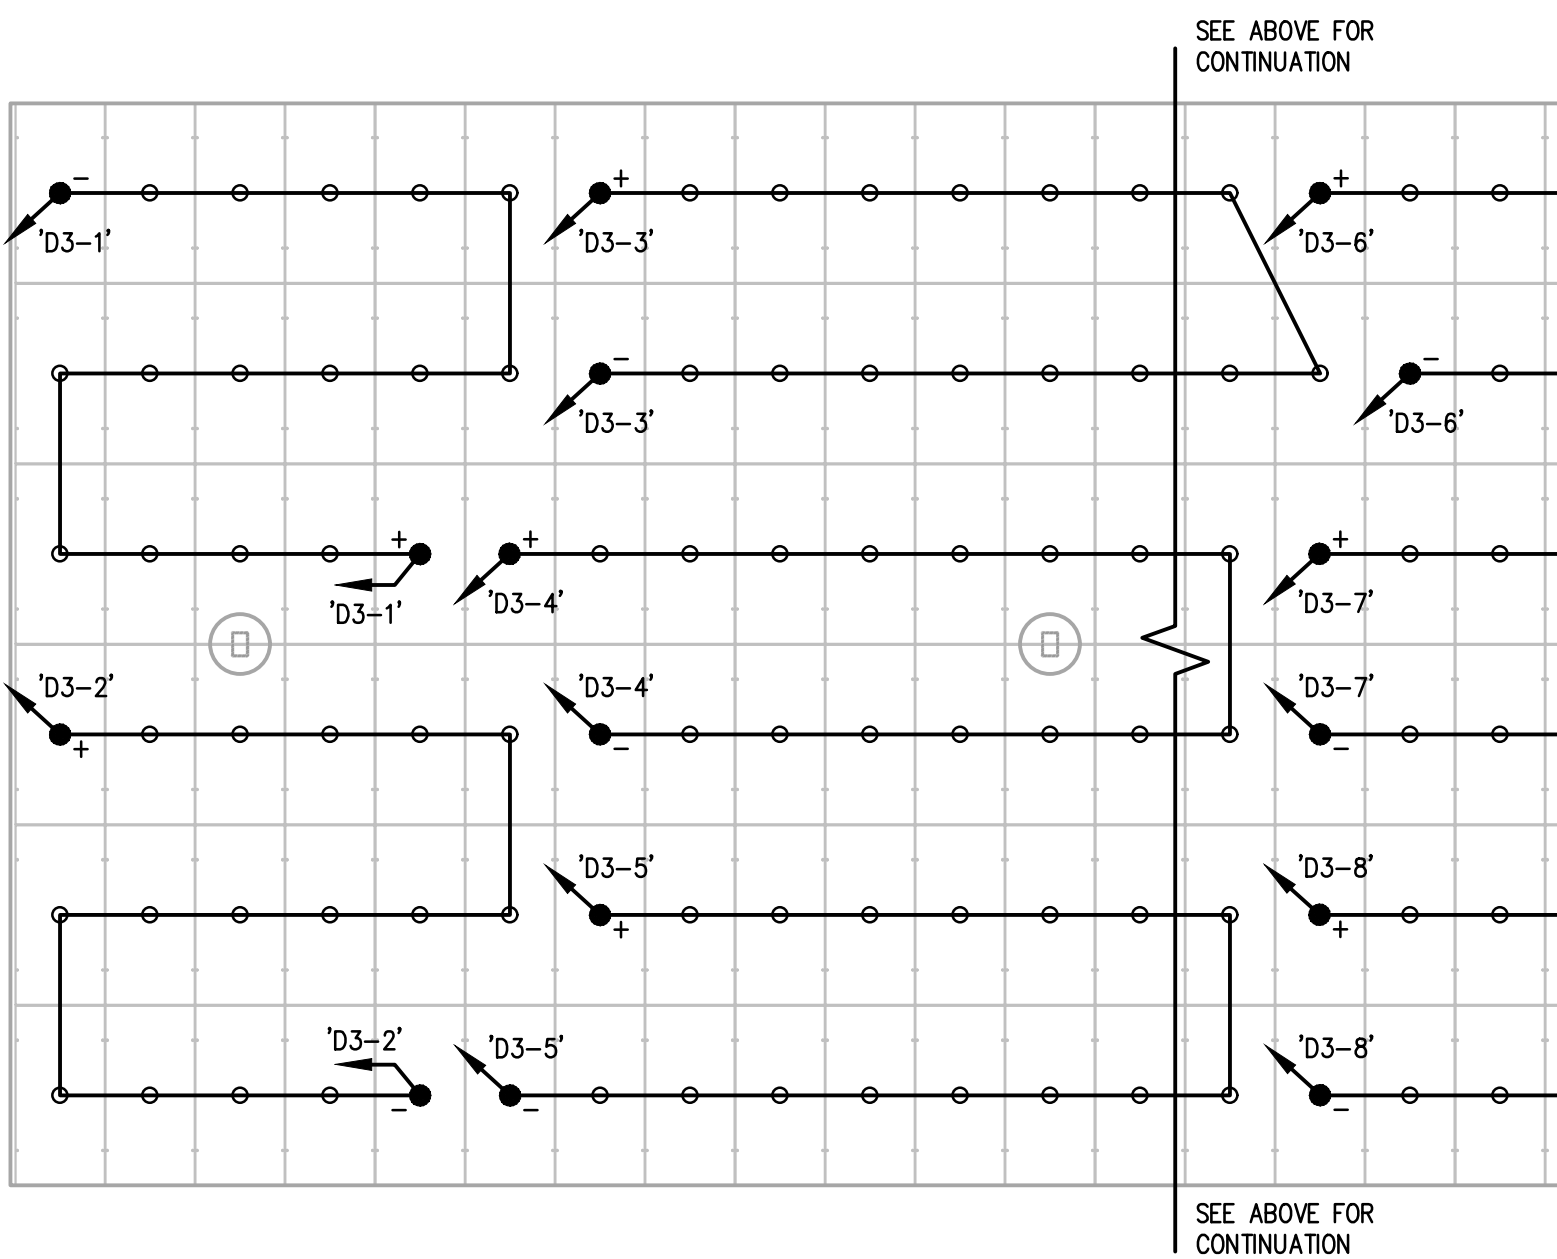 SEE ABOVE FOR
CONTINUATION
−
+
+
'D3-1'
'D3-3'
'D3-6'
−
−
'D3-3'
'D3-6'
+
+
+
'D3-1'
'D3-4'
'D3-7'
'D3-2'
'D3-4'
'D3-7'
+
−
−
'D3-5'
'D3-8'
+
+
'D3-2'
'D3-5'
'D3-8'
−
−
−
SEE ABOVE FOR
CONTINUATION